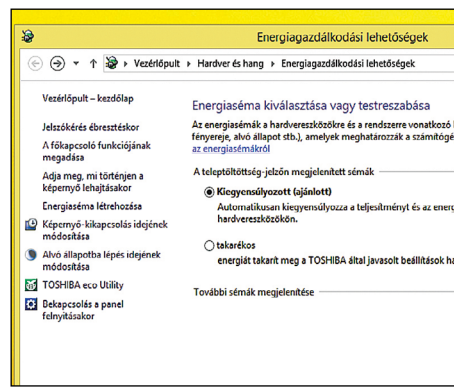 Energiagazdálkodási lehetőségek
Vezérlőpult Hardver és hang Energiagazdálkodási lehetőségek
Vezérlőpult – kezdőlap
Jelszókérés ébresztéskor
A főkapcsoló funkciójának
megadása
Adja meg, mi történjen a
képernyő lehajtásakor
Energiaséma létrehozása
Képernyő-kikapcsolás idejének
módosítása
Alvó állapotba lépés idejének
módosítása
TOSHIBA eco Utility
Bekapcsolás a panel
felnyitásakor
Energiaséma kiválasztása vagy testreszabása
Az energiasémák a hardvereszközökre és a rendszerre vonatkozó
fényereje, alvó állapot stb.), amelyek meghatározzák a számítógé
az energiasémákról
A teleptöltöttség-jelzőn megjelenített sémák
Kiegyensúlyozott (ajánlott)
Automatikusan kiegyensúlyozza a teljesítményt és az energ
hardvereszközökön.
takarékos
energiát takarít meg a TOSHIBA által javasolt beállítások ha
További sémák megjelenítése